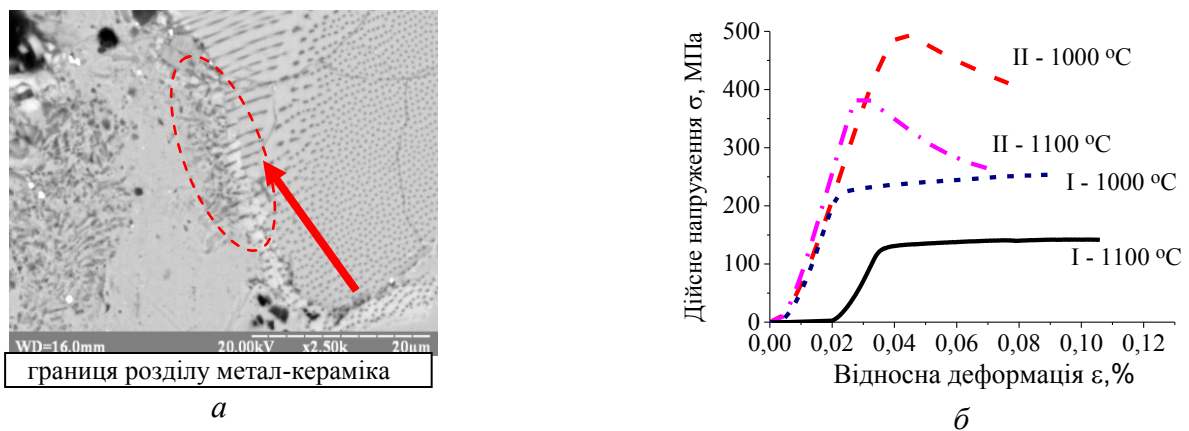 WD=16.0mm 20.00kV x2.50k 20um
границя розділу метал-кераміка
а
Дійсне напруження σ, МПа
500
400
300
200
100
0
II - 1000 °C
II - 1100 °C
I - 1000 °C
I - 1100 °C
0,00 0,02 0,04 0,06 0,08 0,10 0,12
Відносна деформація ε,%
б